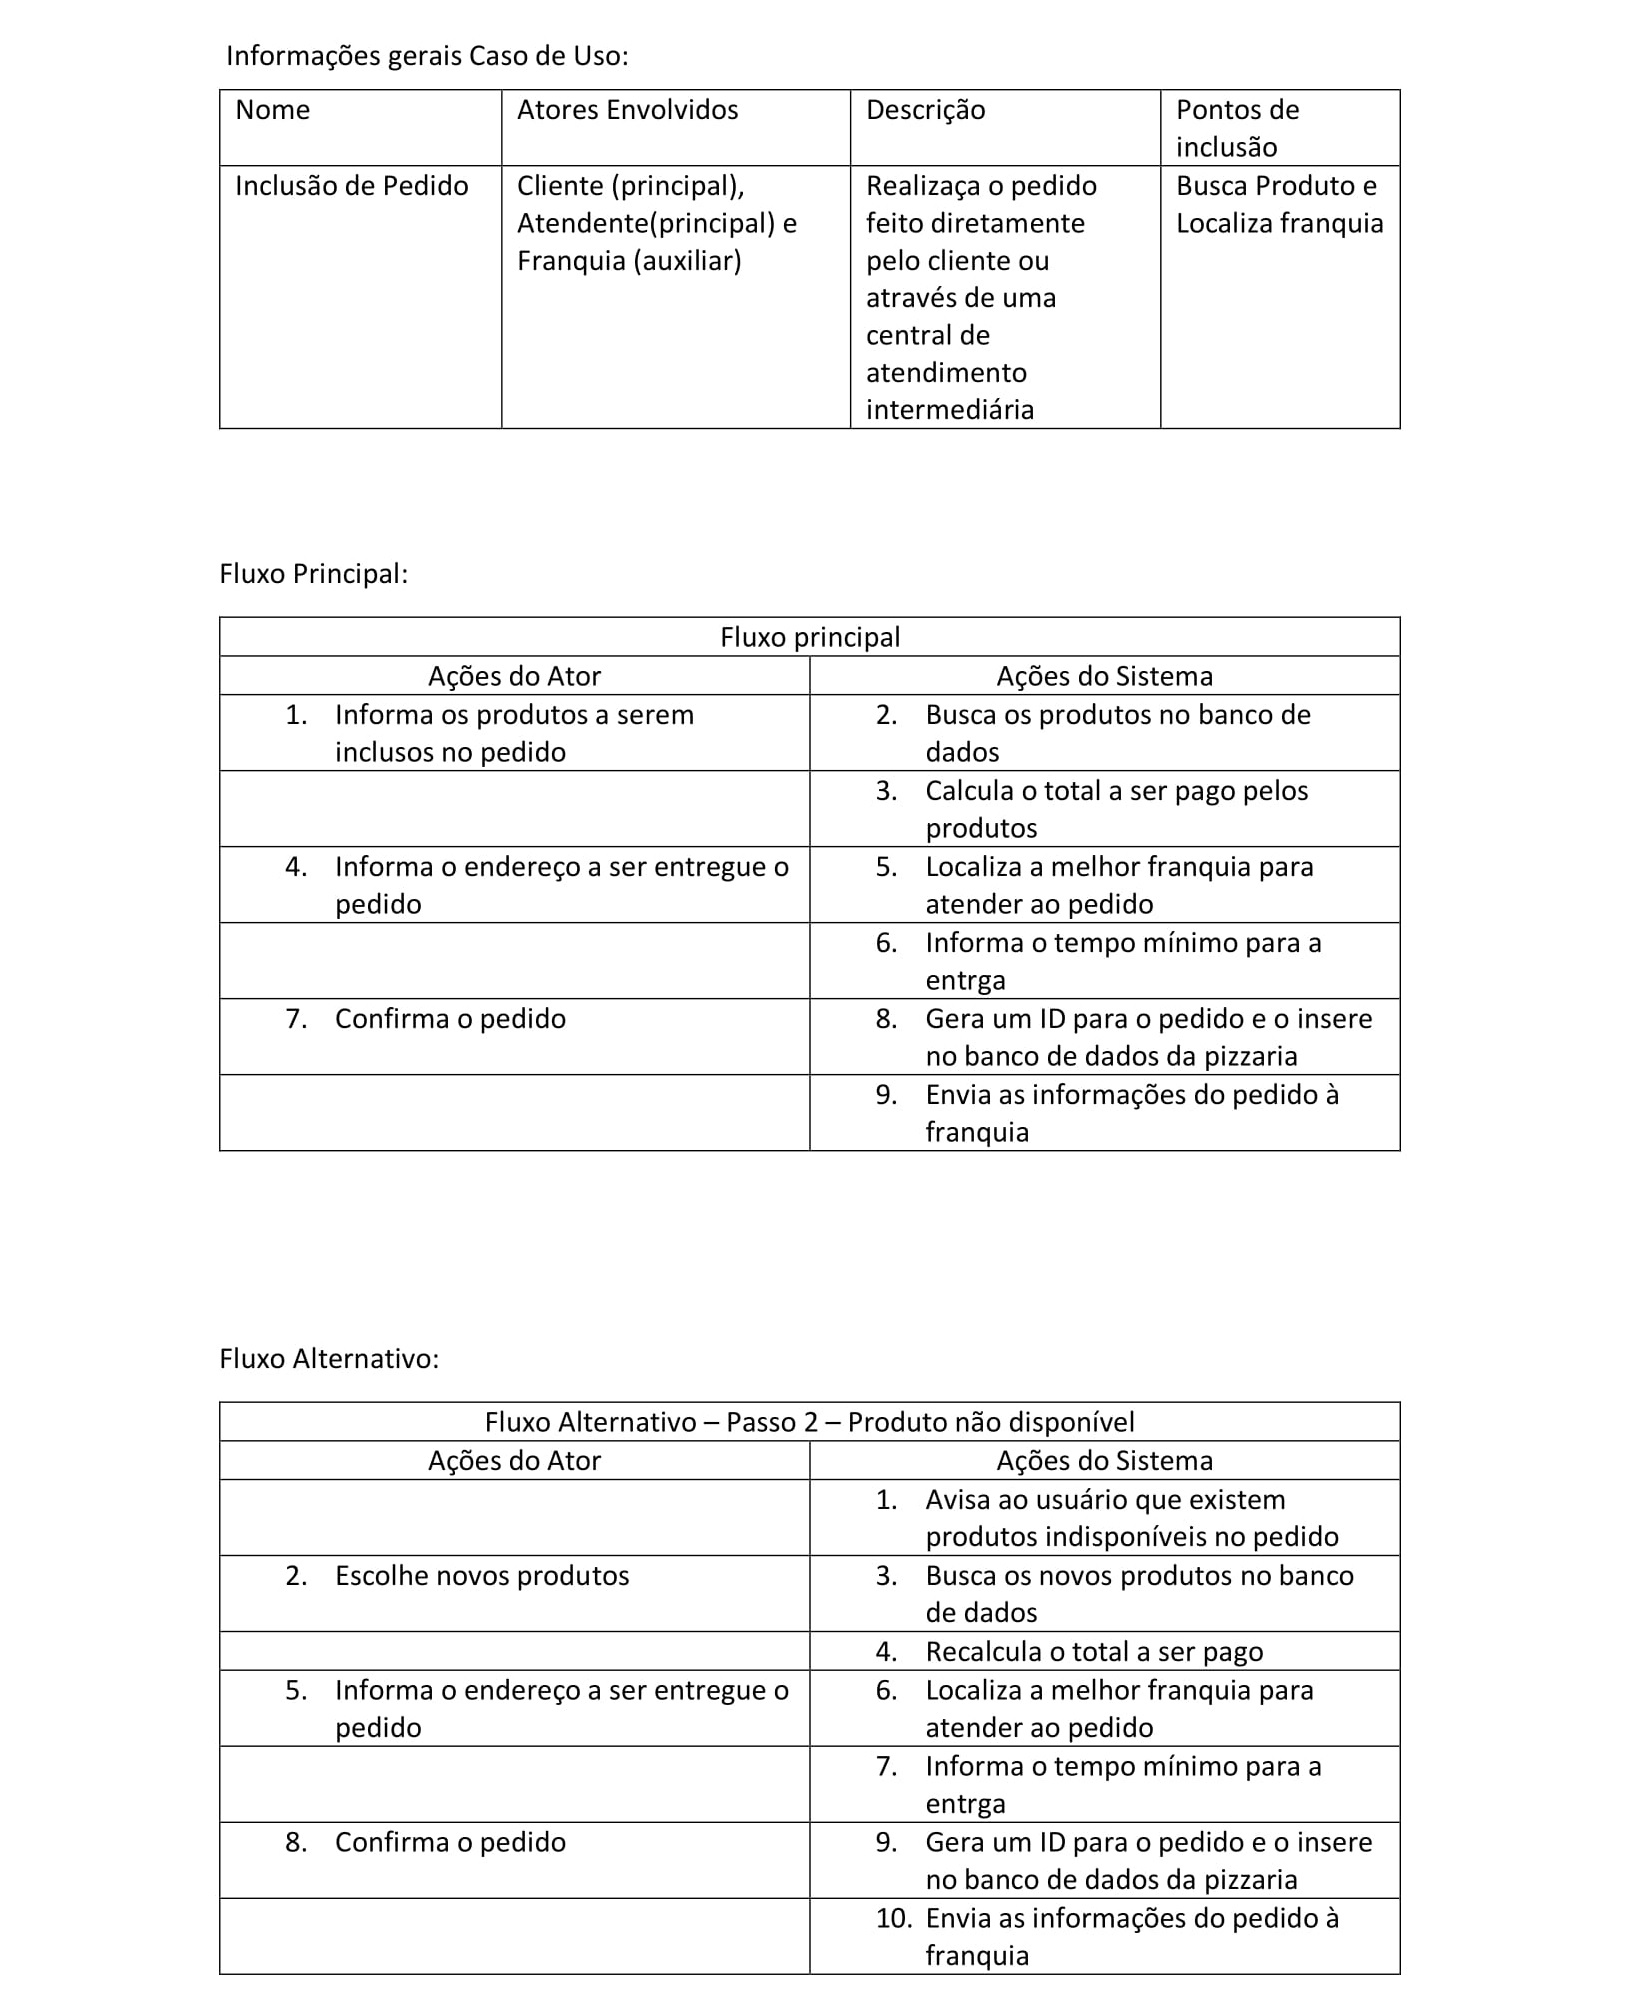 Informações gerais Caso de Uso:
Nome
Atores Envolvidos
Descrição
Pontos de
inclusão
Inclusão de Pedido
Cliente (principal),
Atendente(principal) e
Franquia (auxiliar)
Realizaça o pedido
feito diretamente
pelo cliente ou
através de uma
central de
atendimento
intermediária
Busca Produto e
Localiza franquia
Fluxo Principal:
Fluxo principal
Ações do Ator
Ações do Sistema
1. Informa os produtos a serem
inclusos no pedido
2. Busca os produtos no banco de
dados
3. Calcula o total a ser pago pelos
produtos
4. Informa o endereço a ser entregue o
pedido
5. Localiza a melhor franquia para
atender ao pedido
6. Informa o tempo mínimo para a
entrga
7. Confirma o pedido
8. Gera um ID para o pedido e o insere
no banco de dados da pizzaria
9. Envia as informações do pedido à
franquia
Fluxo Alternativo:
Fluxo Alternativo – Passo 2 – Produto não disponível
Ações do Ator
Ações do Sistema
1. Avisa ao usuário que existem
produtos indisponíveis no pedido
2. Escolhe novos produtos
3. Busca os novos produtos no banco
de dados
4. Recalcula o total a ser pago
5. Informa o endereço a ser entregue o
pedido
6. Localiza a melhor franquia para
atender ao pedido
7. Informa o tempo mínimo para a
entrga
8. Confirma o pedido
9. Gera um ID para o pedido e o insere
no banco de dados da pizzaria
10. Envia as informações do pedido à
franquia